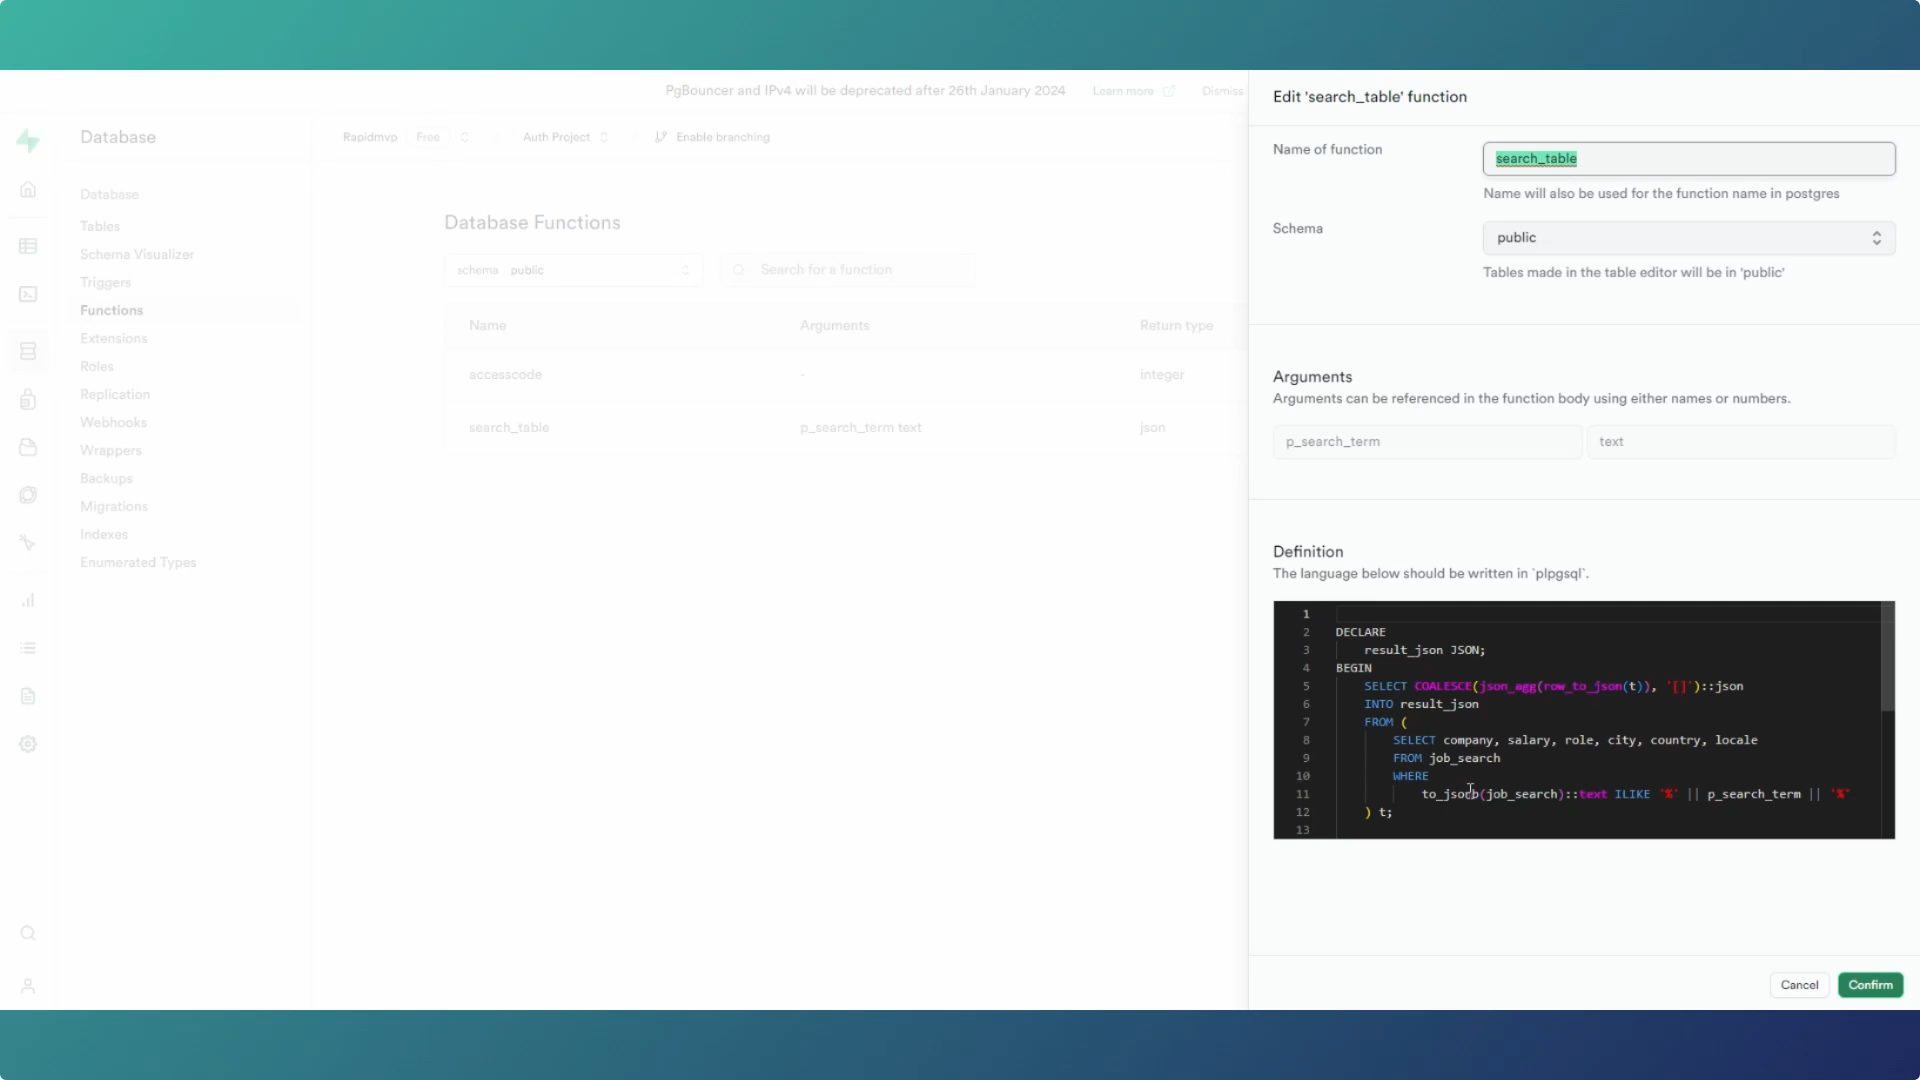 PgBouncer and IPv4 will be deprecated after 26th January 2024 Learn more Dismiss
Database
Rapidmvp Free Auth Project Enable branching
Database
Tables
Schema Visualizer
Triggers
Functions
Extensions
Roles
Replication
Webhooks
Wrappers
Backups
Migrations
Indexes
Enumerated Types
Database Functions
schema public Search for a function
Name Arguments Return type
accesscode - integer
search_table p_search_term text json
Edit 'search_table' function
Name of function
search_table
Name will also be used for the function name in postgres
Schema
public
Tables made in the table editor will be in 'public'
Arguments
Arguments can be referenced in the function body using either names or numbers.
p_search_term text
Definition
The language below should be written in `plpgsql`.
1
2 DECLARE
3 result_json JSON;
4 BEGIN
5 SELECT COALESCE(json_agg(row_to_json(t)), '[]')::json
6 INTO result_json
7 FROM (
8 SELECT company, salary, role, city, country, locale
9 FROM job_search
10 WHERE
11 to_jsonb(job_search)::text ILIKE '%' || p_search_term || '%'
12 ) t;
13
Cancel Confirm